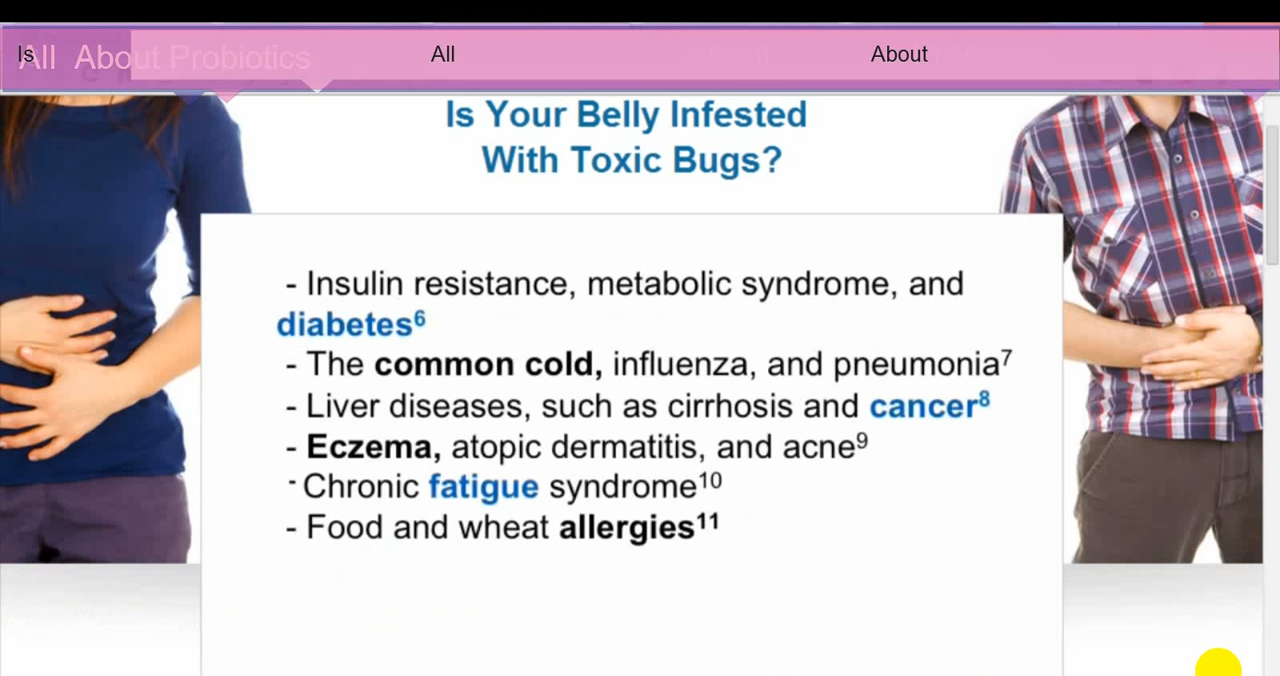 Is All About
All About Probiotics
Is Your Belly Infested
With Toxic Bugs?
- Insulin resistance, metabolic syndrome, and
diabetes⁶
- The common cold, influenza, and pneumonia⁷
- Liver diseases, such as cirrhosis and cancer⁸
- Eczema, atopic dermatitis, and acne⁹
- Chronic fatigue syndrome¹⁰
- Food and wheat allergies¹¹